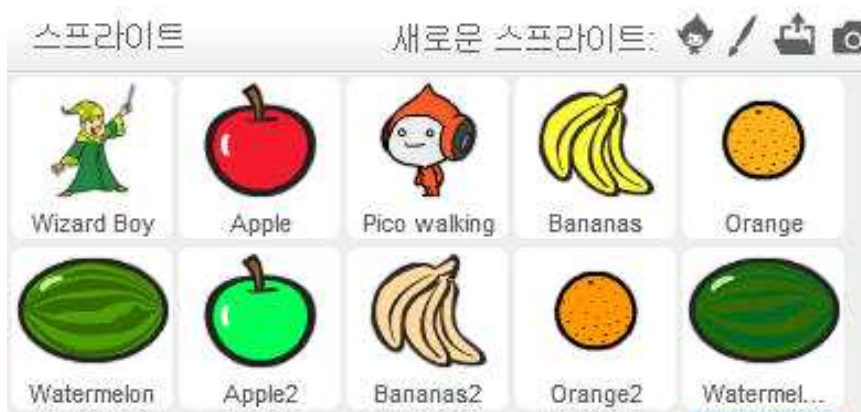 스프라이트 새로운 스프라이트:
Wizard Boy Apple Pico walking Bananas Orange
Watermelon Apple2 Bananas2 Orange2 Watermel...